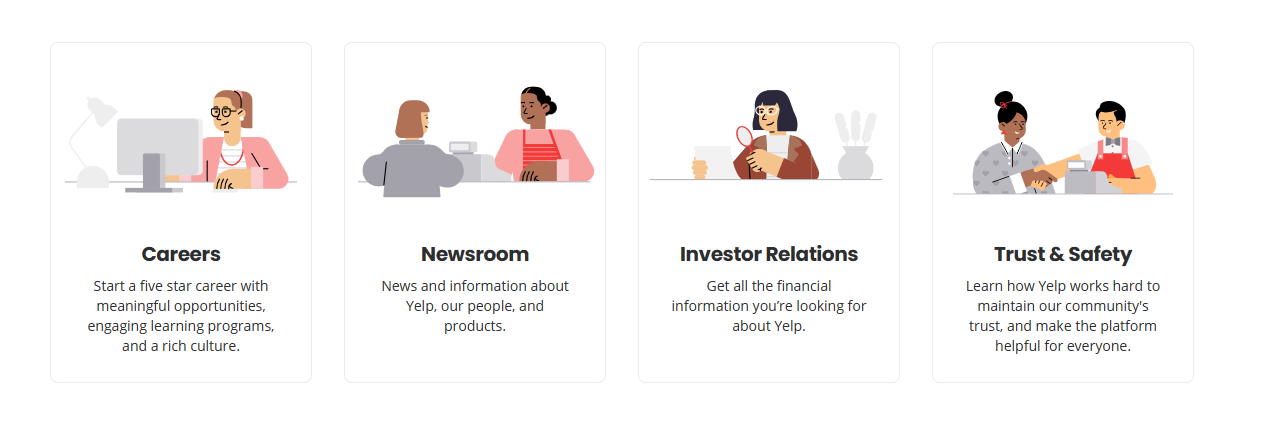 Careers
Start a five star career with
meaningful opportunities,
engaging learning programs,
and a rich culture.
Newsroom
News and information about
Yelp, our people, and
products.
Investor Relations
Get all the financial
information you’re looking for
about Yelp.
Trust & Safety
Learn how Yelp works hard to
maintain our community's
trust, and make the platform
helpful for everyone.